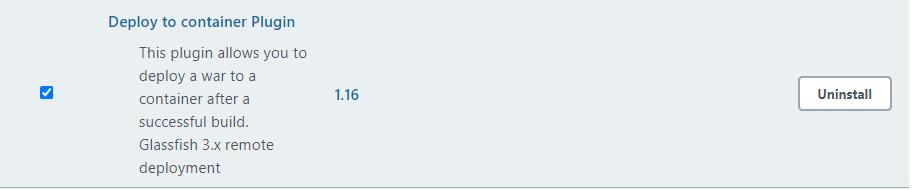 Deploy to container Plugin
This plugin allows you to
deploy a war to a
container after a
successful build.
Glassfish 3.x remote
deployment
1.16
Uninstall